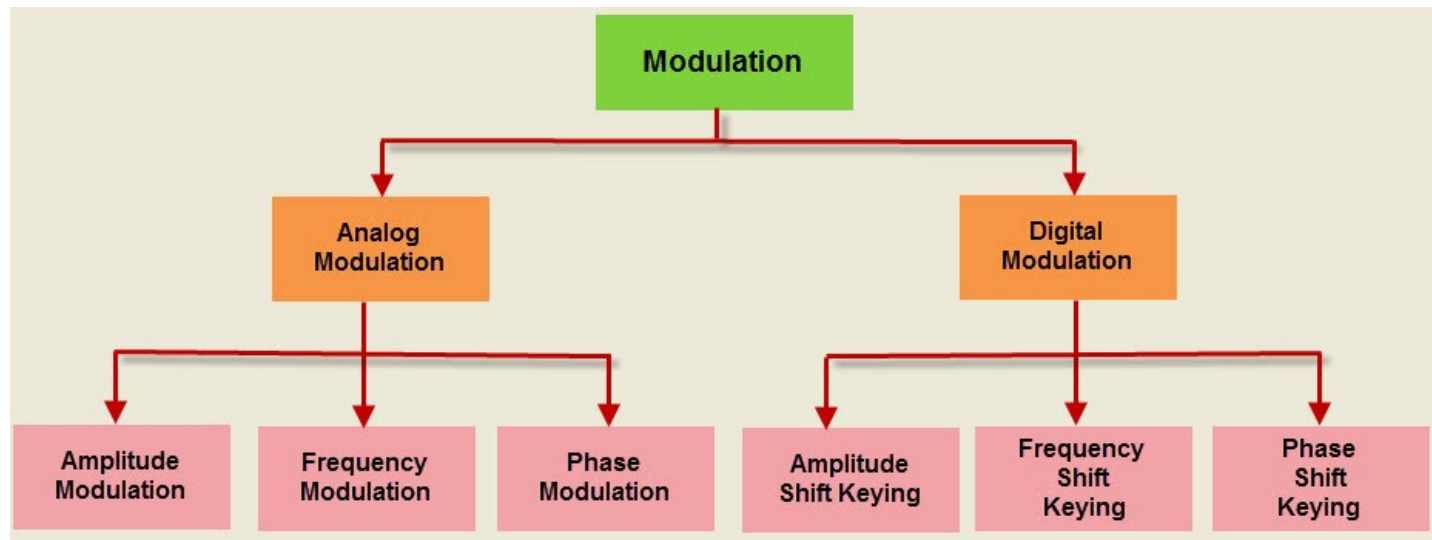 Modulation
Analog
Modulation
Digital
Modulation
Amplitude
Modulation
Frequency
Modulation
Phase
Modulation
Amplitude
Shift Keying
Frequency
Shift
Keying
Phase
Shift
Keying